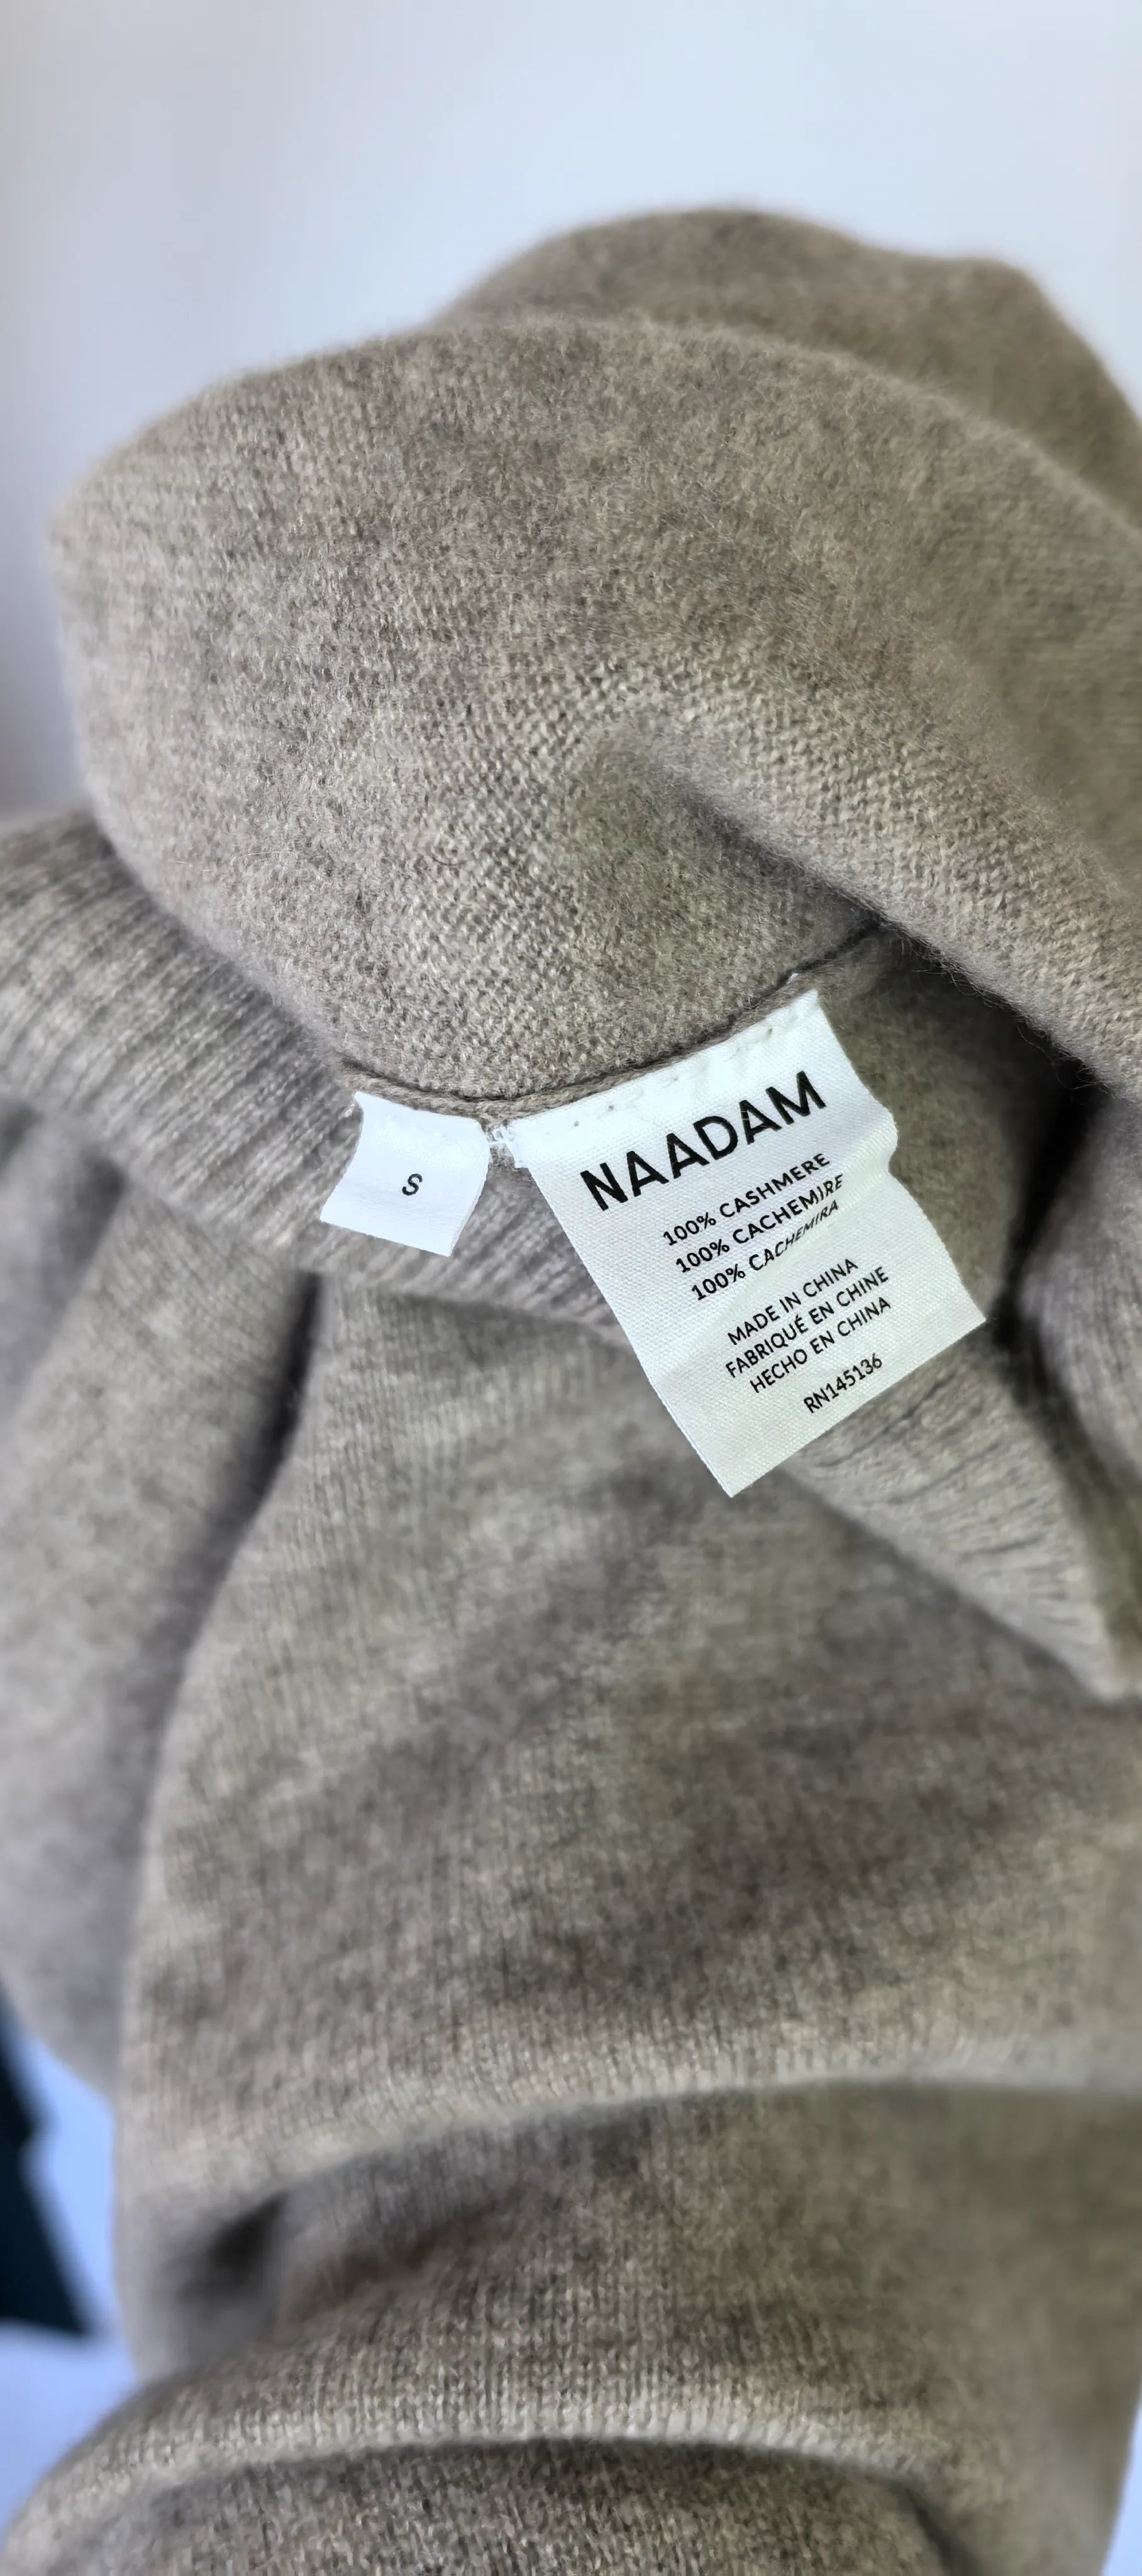 S
NAADAM
100% CASHMERE
100% CACHEMIRE
100% CACHEMIRA
MADE IN CHINA
FABRIQUÉ EN CHINE
HECHO EN CHINA
RN145136